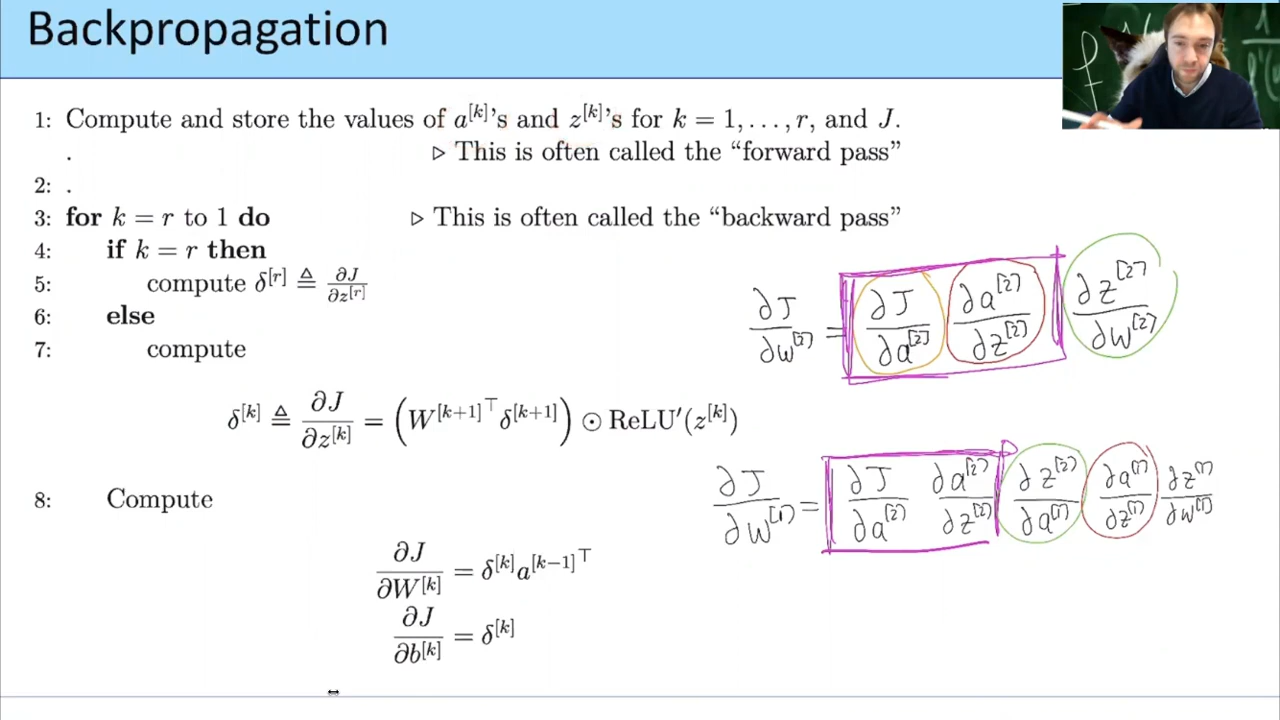 Backpropagation
1: Compute and store the values of a^[k]'s and z^[k]'s for k = 1, . . . , r, and J.
. ▷ This is often called the “forward pass”
2: .
3: for k = r to 1 do ▷ This is often called the “backward pass”
4: if k = r then
5: compute δ^[r] ≜ ∂J/∂z^[r]
6: else
7: compute
δ^[k] ≜ ∂J/∂z^[k] = (W^[k+1]⊤ δ^[k+1]) ⊙ ReLU′(z^[k])
8: Compute
∂J/∂W^[k] = δ^[k] a^[k−1]⊤
∂J/∂b^[k] = δ^[k]
∂J/∂w^[2] = ∂J/∂a^[2] ∂a^[2]/∂z^[2] ∂z^[2]/∂w^[2]
∂J/∂w^[1] = ∂J/∂a^[2] ∂a^[2]/∂z^[2] ∂z^[2]/∂a^[1] ∂a^[1]/∂z^[1] ∂z^[1]/∂w^[1]